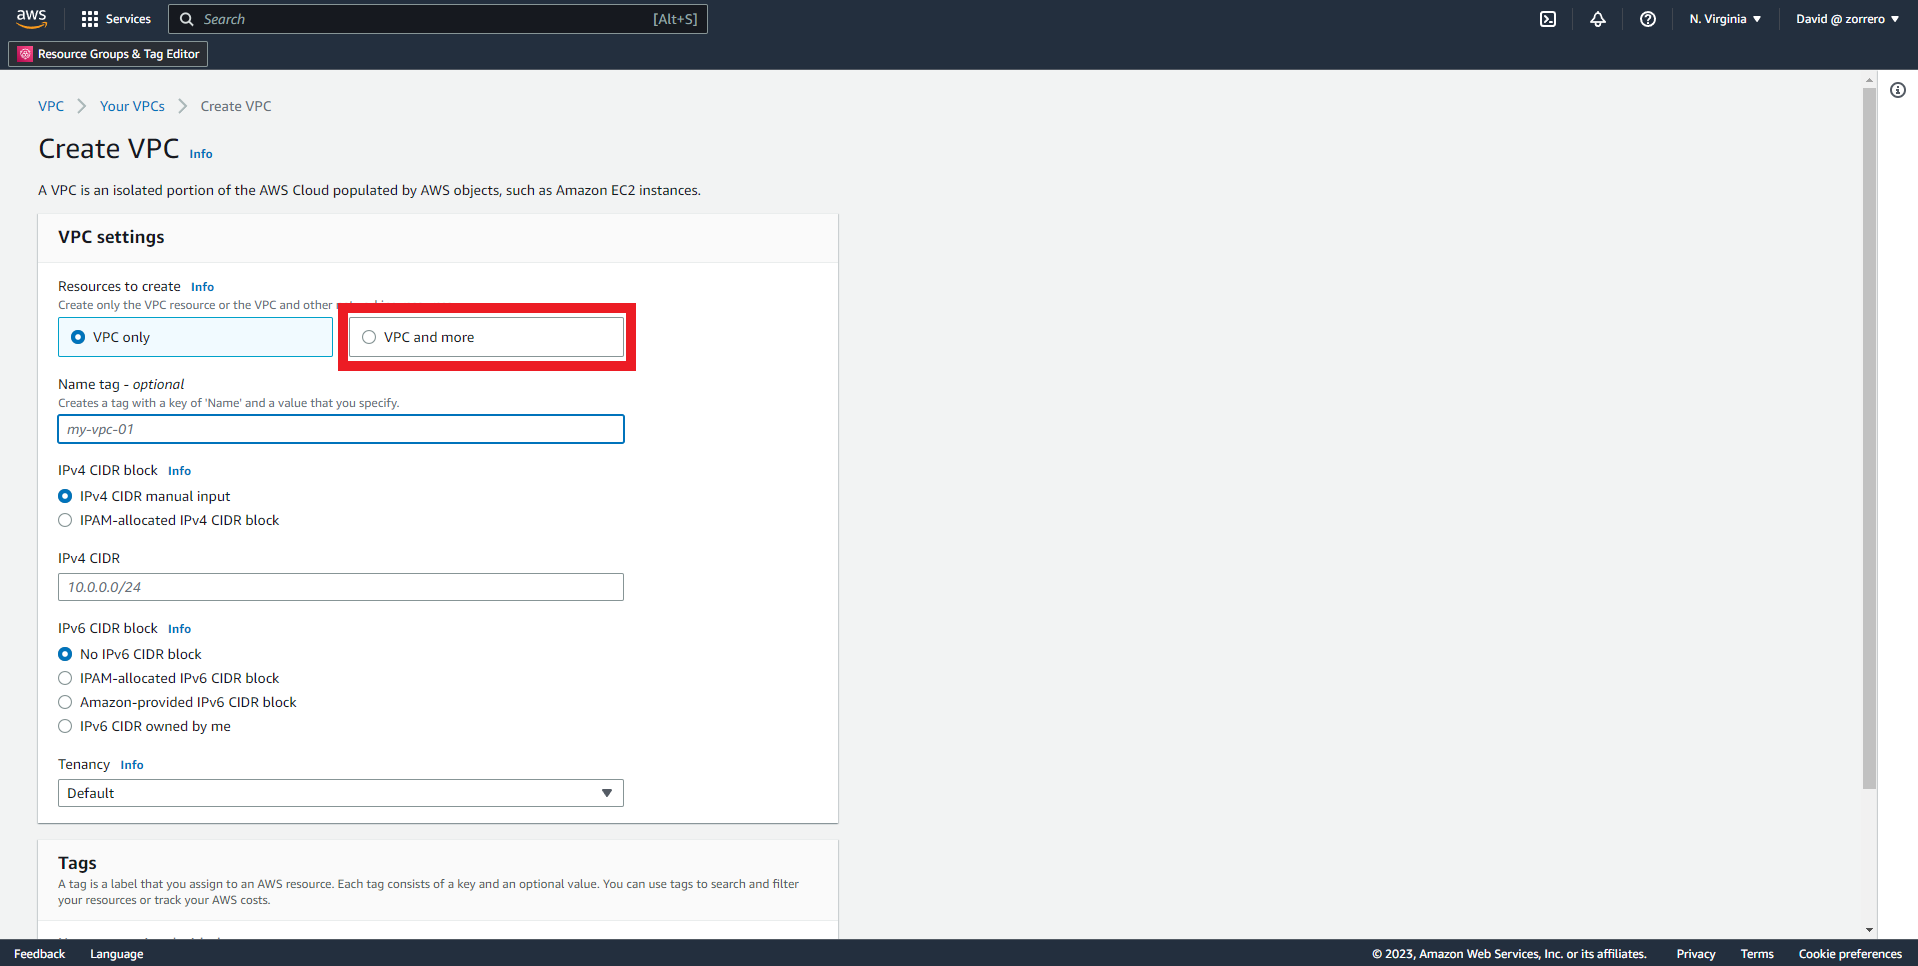 aws
Services
Search [Alt+S]
N. Virginia
David @ zorrero
Resource Groups & Tag Editor
VPC
Your VPCs
Create VPC
Create VPC Info
A VPC is an isolated portion of the AWS Cloud populated by AWS objects, such as Amazon EC2 instances.
VPC settings
Resources to create Info
Create only the VPC resource or the VPC and other
VPC only
VPC and more
Name tag - optional
Creates a tag with a key of 'Name' and a value that you specify.
my-vpc-01
IPv4 CIDR block Info
IPv4 CIDR manual input
IPAM-allocated IPv4 CIDR block
IPv4 CIDR
10.0.0.0/24
IPv6 CIDR block Info
No IPv6 CIDR block
IPAM-allocated IPv6 CIDR block
Amazon-provided IPv6 CIDR block
IPv6 CIDR owned by me
Tenancy Info
Default
Tags
A tag is a label that you assign to an AWS resource. Each tag consists of a key and an optional value. You can use tags to search and filter
your resources or track your AWS costs.
Feedback
Language
© 2023, Amazon Web Services, Inc. or its affiliates.
Privacy
Terms
Cookie preferences